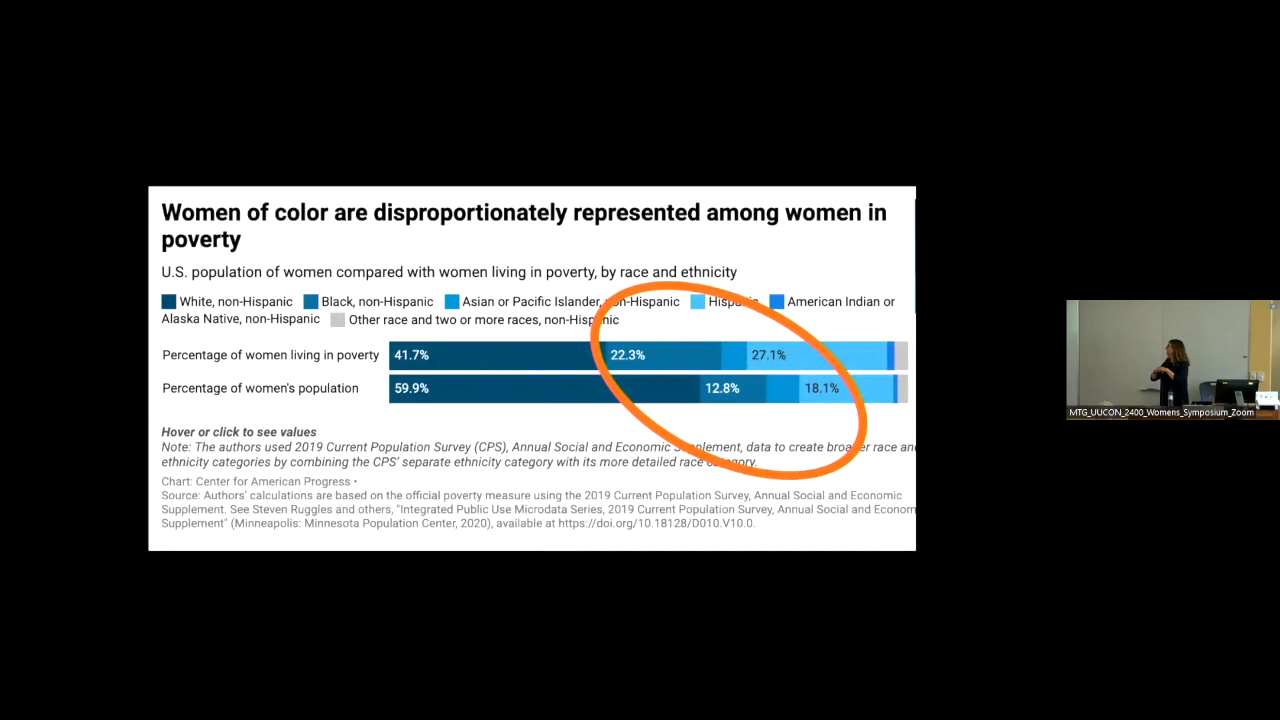 Women of color are disproportionately represented among women in
poverty
U.S. population of women compared with women living in poverty, by race and ethnicity
White, non-Hispanic Black, non-Hispanic Asian or Pacific Islander, non-Hispanic Hispanic American Indian or
Alaska Native, non-Hispanic Other race and two or more races, non-Hispanic
Percentage of women living in poverty 41.7% 22.3% 27.1%
Percentage of women's population 59.9% 12.8% 18.1%
Hover or click to see values
Note: The authors used 2019 Current Population Survey (CPS), Annual Social and Economic Supplement, data to create broader race and
ethnicity categories by combining the CPS' separate ethnicity category with its more detailed race category.
Chart: Center for American Progress •
Source: Authors' calculations are based on the official poverty measure using the 2019 Current Population Survey, Annual Social and Economic
Supplement. See Steven Ruggles and others, "Integrated Public Use Microdata Series, 2019 Current Population Survey, Annual Social and Econom
Supplement" (Minneapolis: Minnesota Population Center, 2020), available at https://doi.org/10.18128/D010.V10.0.
MTG_UUCON_2400_Womens_Symposium_Zoom